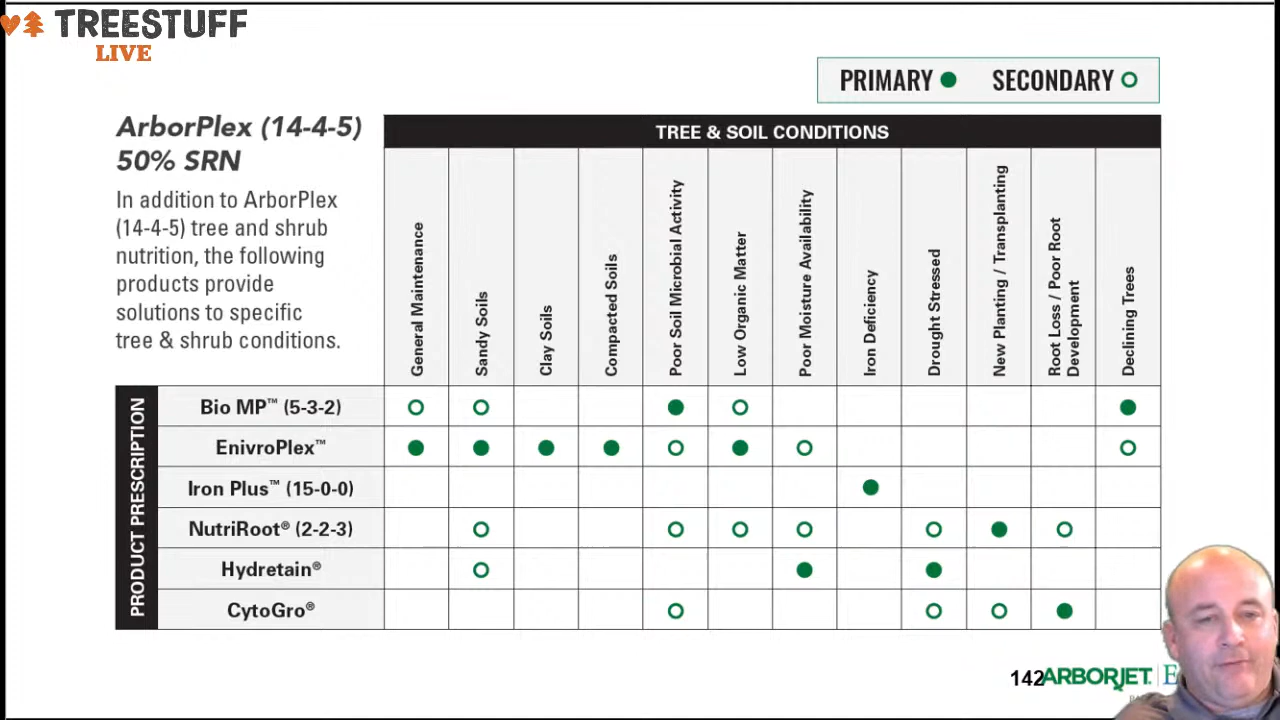 TREESTUFF
LIVE
PRIMARY SECONDARY
ArborPlex (14-4-5)
50% SRN
In addition to ArborPlex
(14-4-5) tree and shrub
nutrition, the following
products provide
solutions to specific
tree & shrub conditions.
TREE & SOIL CONDITIONS
General Maintenance
Sandy Soils
Clay Soils
Compacted Soils
Poor Soil Microbial Activity
Low Organic Matter
Poor Moisture Availability
Iron Deficiency
Drought Stressed
New Planting / Transplanting
Root Loss / Poor Root
Development
Declining Trees
PRODUCT PRESCRIPTION
Bio MP™ (5-3-2)
EnivroPlex™
Iron Plus™ (15-0-0)
NutriRoot® (2-2-3)
Hydretain®
CytoGro®
142 ARBORJET. E